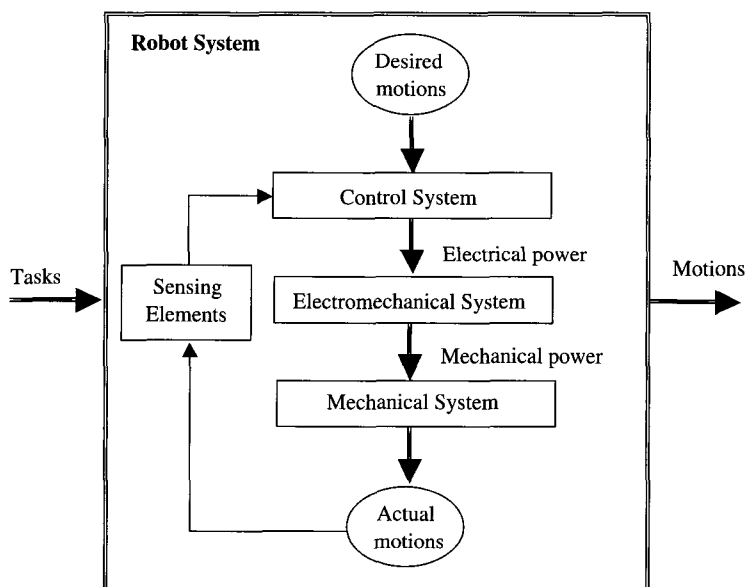 Robot System
Desired
motions
Control System
Electrical power
Tasks
Sensing
Elements
Electromechanical System
Motions
Mechanical power
Mechanical System
Actual
motions